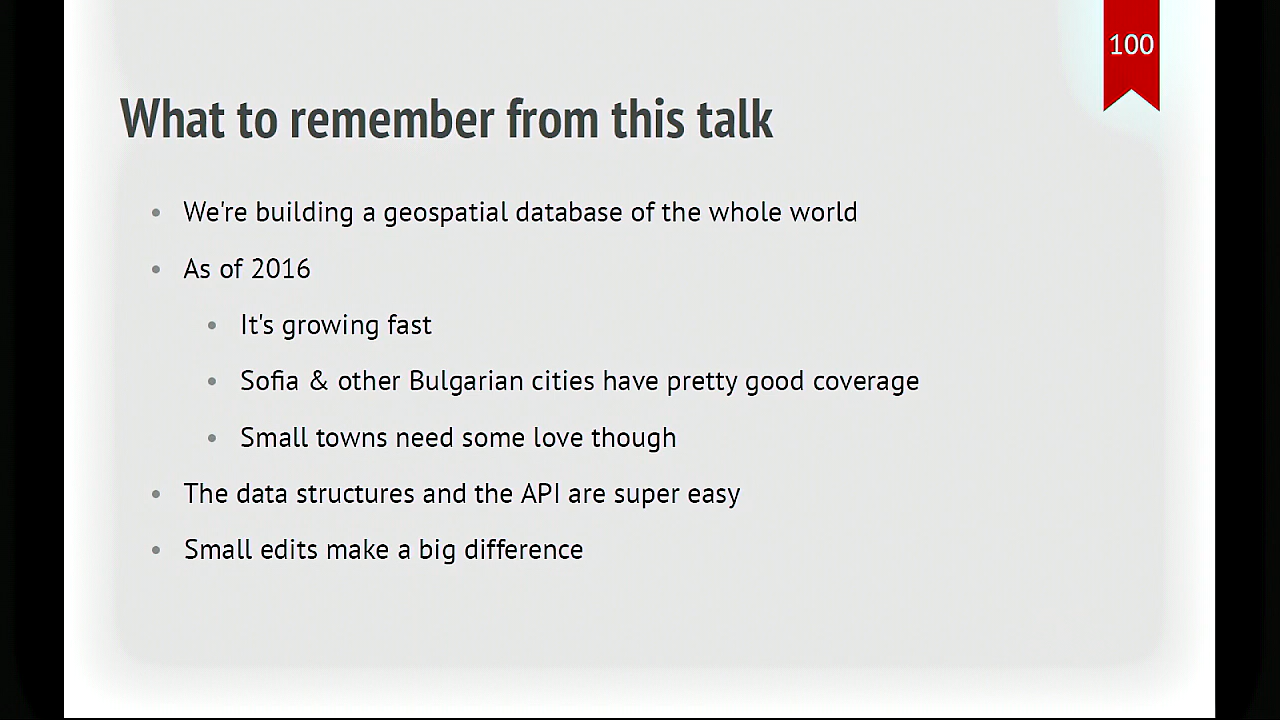 100
What to remember from this talk
We're building a geospatial database of the whole world
As of 2016
It's growing fast
Sofia & other Bulgarian cities have pretty good coverage
Small towns need some love though
The data structures and the API are super easy
Small edits make a big difference